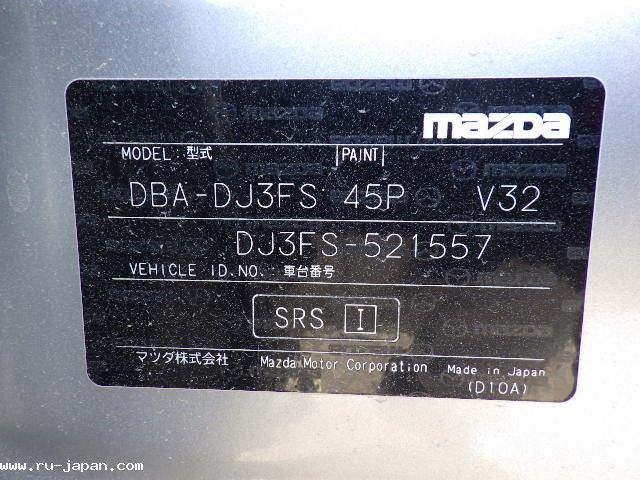 mazda
MODEL: 型式 PAINT
DBA-DJ3FS 45P V32
DJ3FS-521557
VEHICLE ID.NO.: 車台番号
SRS I
マツダ株式会社 Mazda Motor Corporation Made in Japan
(D10A)
www.ru-japan.com